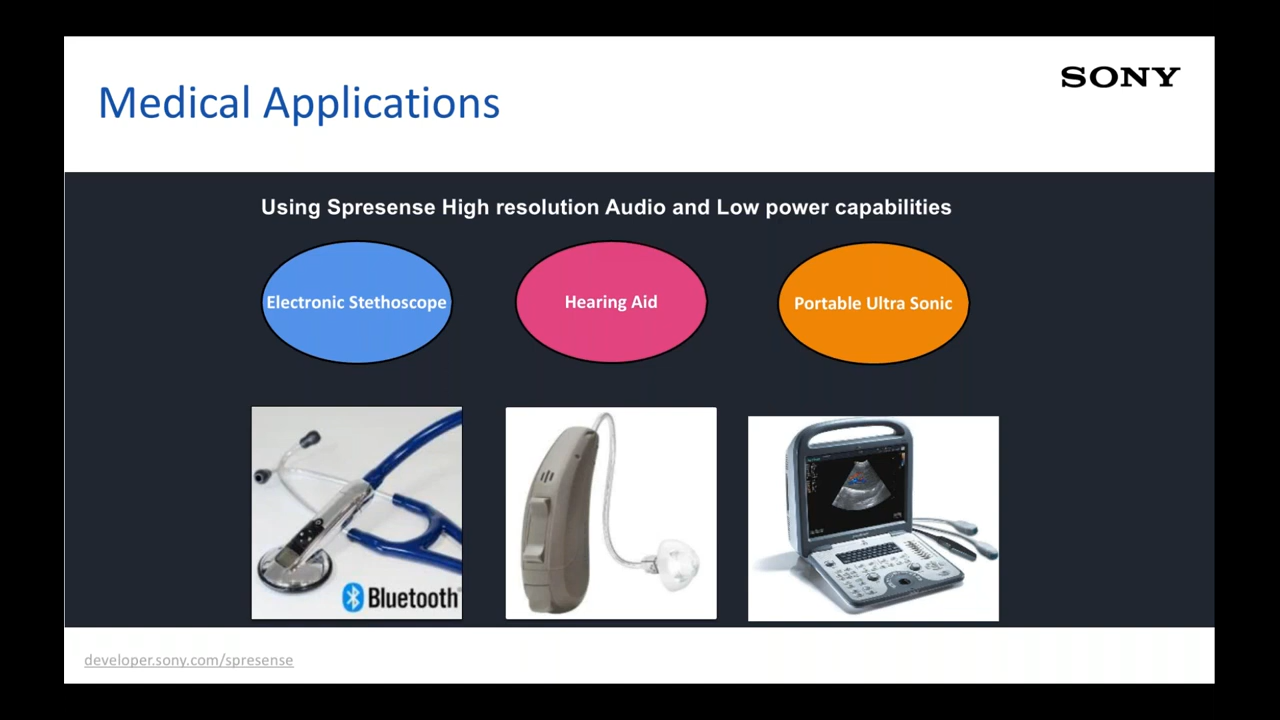 SONY
Medical Applications
Using Spresense High resolution Audio and Low power capabilities
Electronic Stethoscope
Hearing Aid
Portable Ultra Sonic
Bluetooth
developer.sony.com/spresense